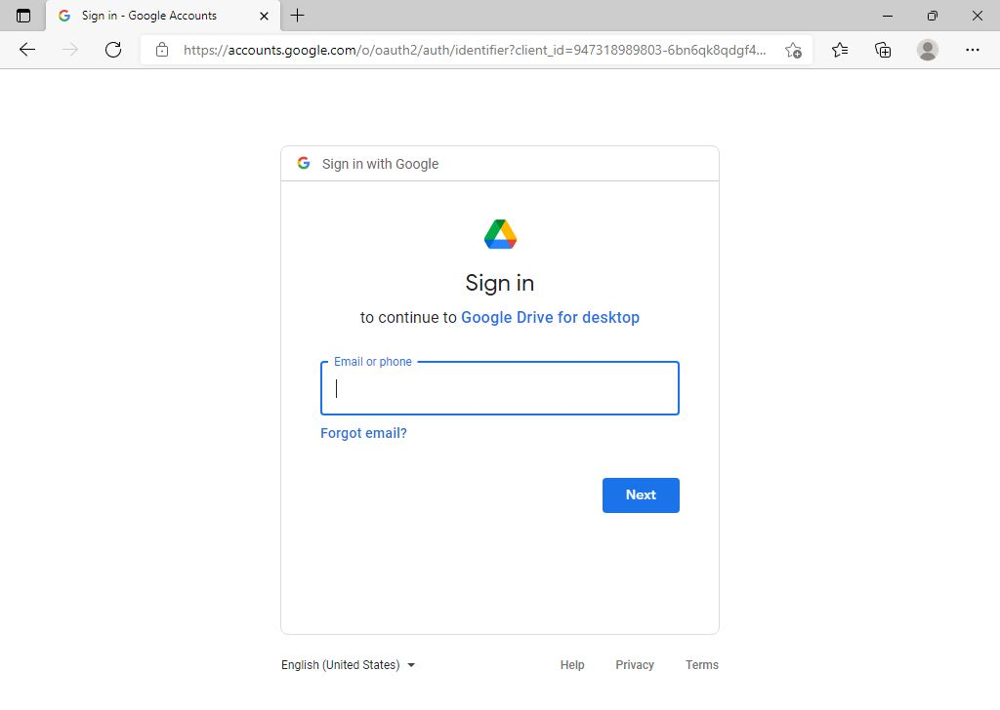 Sign in - Google Accounts
https://accounts.google.com/o/oauth2/auth/identifier?client_id=947318989803-6bn6qk8qdgf4...
Sign in with Google
Sign in
to continue to Google Drive for desktop
Email or phone
Forgot email?
Next
English (United States)
Help Privacy Terms